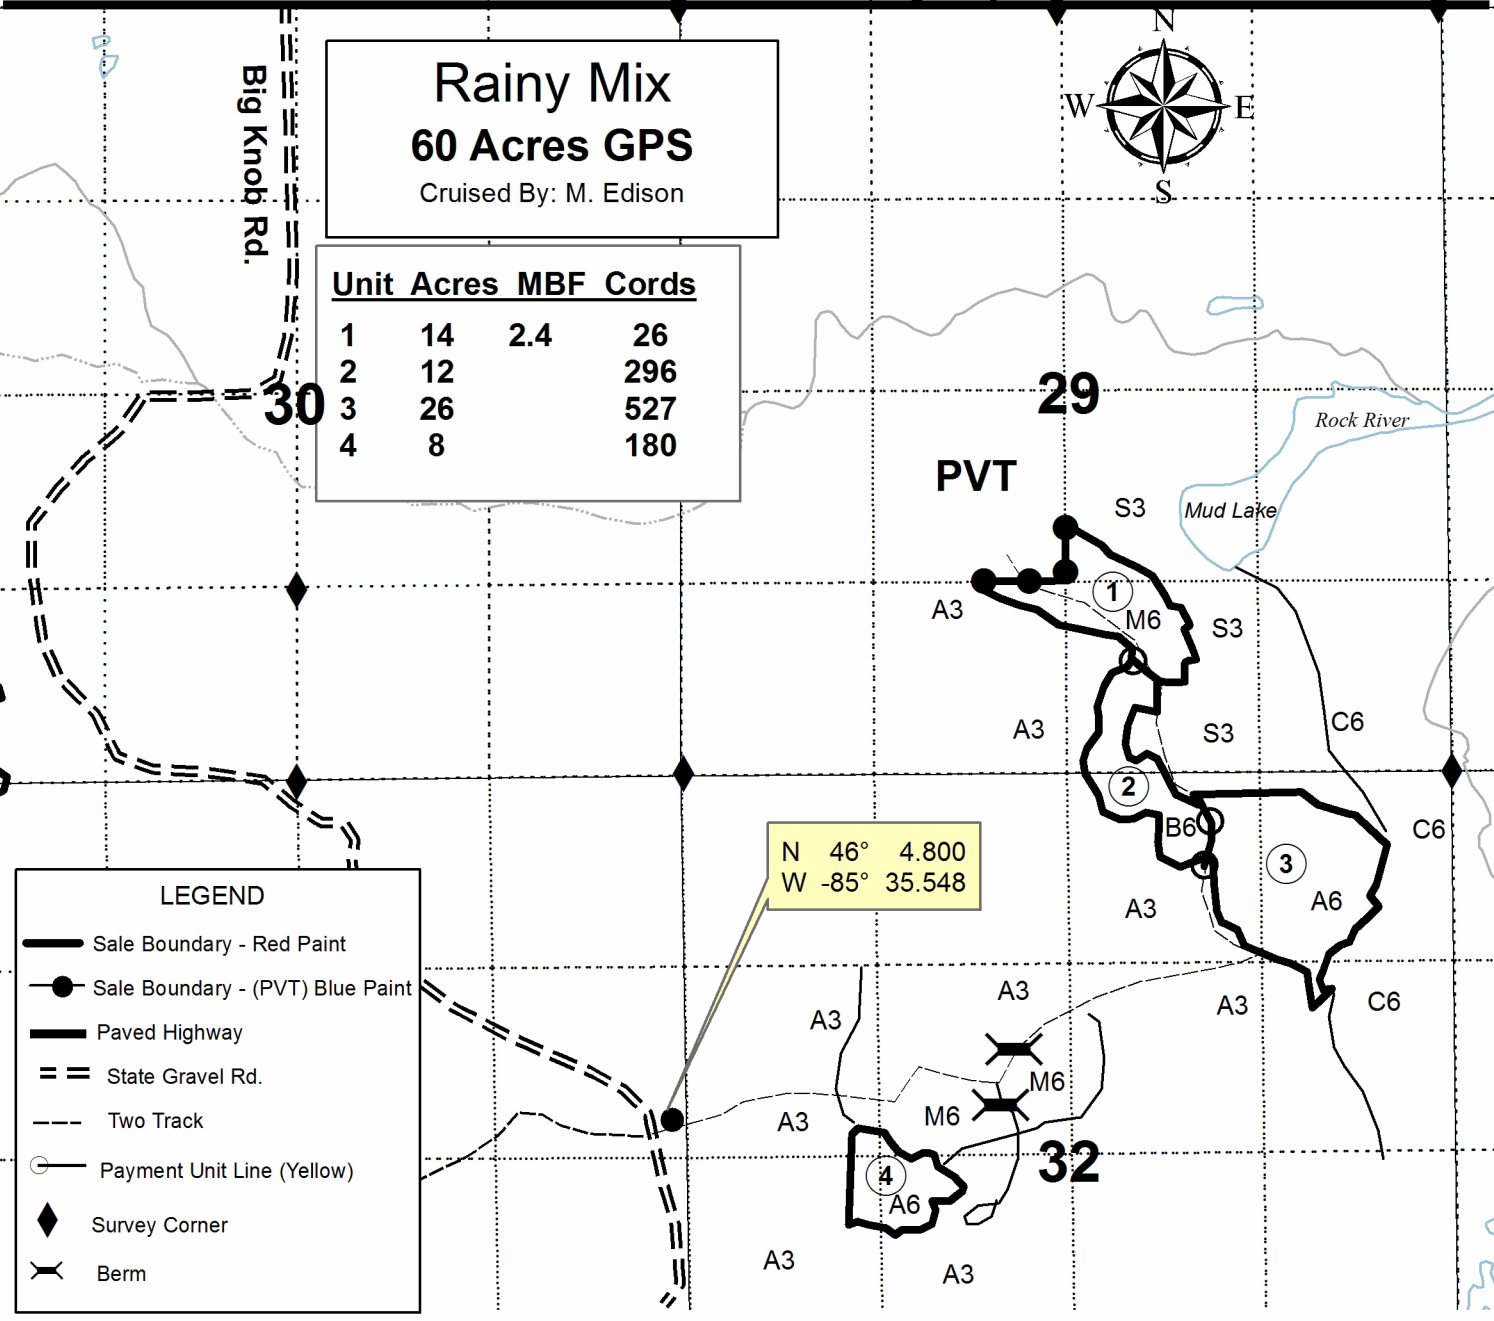 N
W E
S
Big Knob Rd.
Rainy Mix
60 Acres GPS
Cruised By: M. Edison
Unit Acres MBF Cords
1 14 2.4 26
2 12 296
3 26 527
4 8 180
30
29
Rock River
PVT
S3
Mud Lake
1
A3
M6
S3
A3
S3
C6
2
B6
C6
3
A6
A3
N 46° 4.800
W -85° 35.548
A3
A3
A3
C6
M6
M6
A3
32
4
A6
A3
A3
LEGEND
Sale Boundary - Red Paint
Sale Boundary - (PVT) Blue Paint
Paved Highway
State Gravel Rd.
Two Track
Payment Unit Line (Yellow)
Survey Corner
Berm